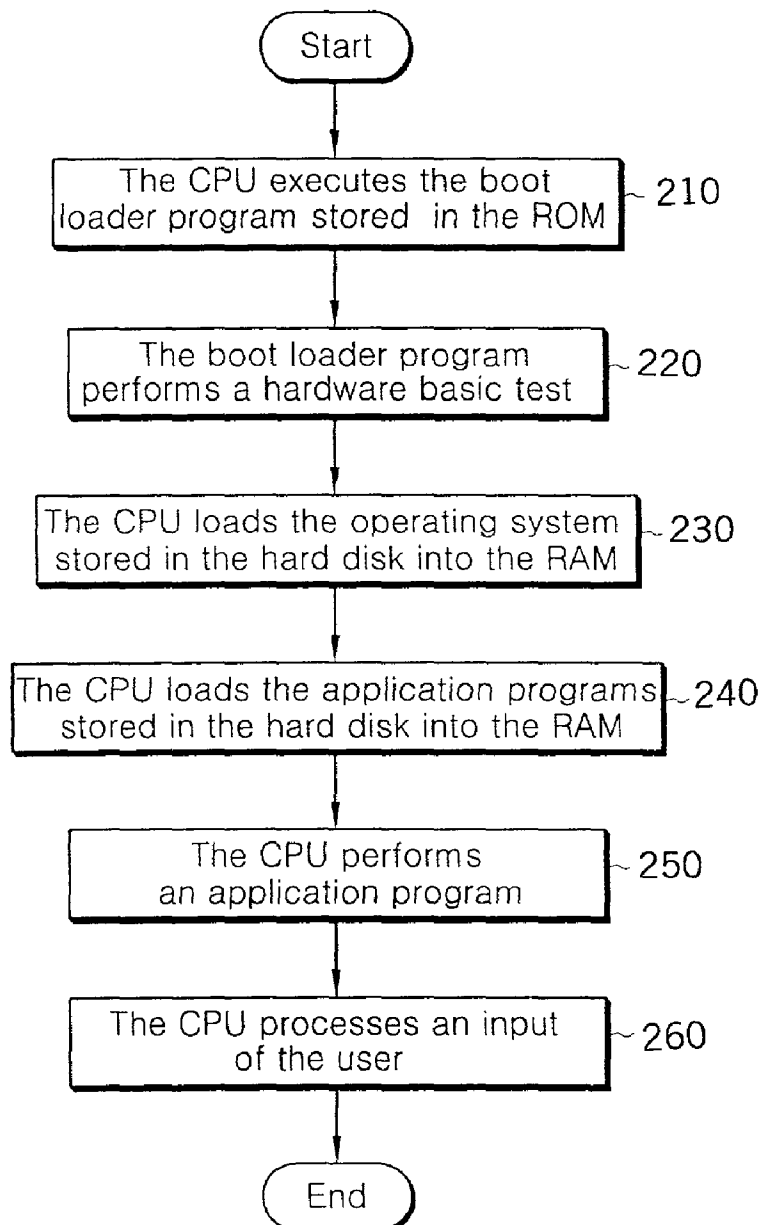 Start
The CPU executes the boot
loader program stored in the ROM
210
The boot loader program
performs a hardware basic test
220
The CPU loads the operating system
stored in the hard disk into the RAM
230
The CPU loads the application programs
stored in the hard disk into the RAM
240
The CPU performs
an application program
250
The CPU processes an input
of the user
260
End